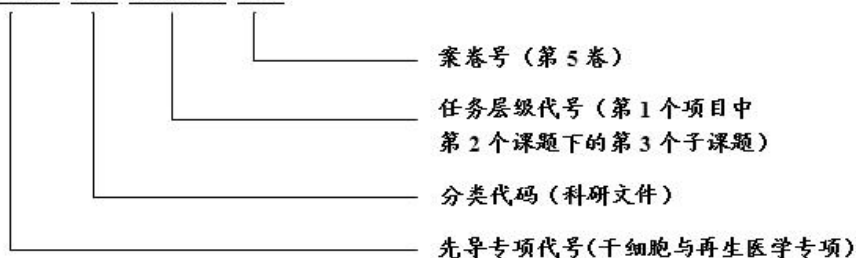 案卷号（第 5 卷）
任务层级代号（第 1 个项目中
第 2 个课题下的第 3 个子课题）
分类代码（科研文件）
先导专项代号(干细胞与再生医学专项)